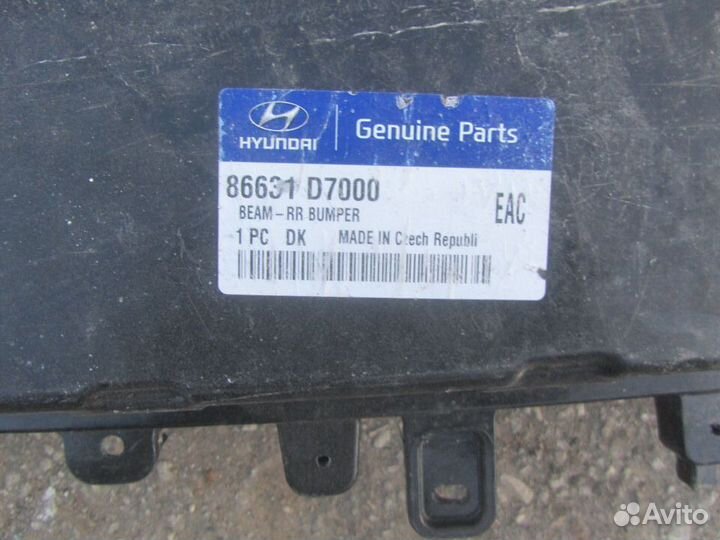 HYUNDAI
Genuine Parts
86631 D7000
BEAM-RR BUMPER
EAC
1 PC DK MADE IN Czech Republi
Avito